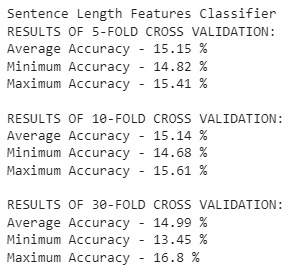 Sentence Length Features Classifier
RESULTS OF 5-FOLD CROSS VALIDATION:
Average Accuracy - 15.15 %
Minimum Accuracy - 14.82 %
Maximum Accuracy - 15.41 %
RESULTS OF 10-FOLD CROSS VALIDATION:
Average Accuracy - 15.14 %
Minimum Accuracy - 14.68 %
Maximum Accuracy - 15.61 %
RESULTS OF 30-FOLD CROSS VALIDATION:
Average Accuracy - 14.99 %
Minimum Accuracy - 13.45 %
Maximum Accuracy - 16.8 %